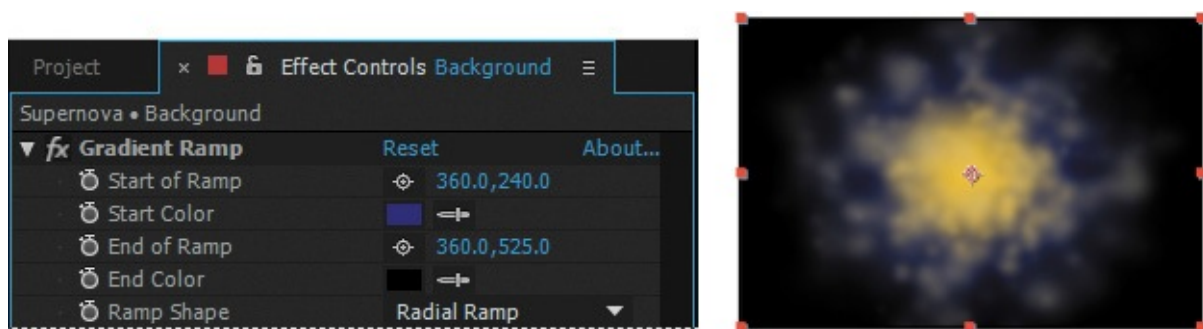 Project × Effect Controls Background ≡
Supernova • Background
fx Gradient Ramp Reset About...
Start of Ramp 360.0,240.0
Start Color
End of Ramp 360.0,525.0
End Color
Ramp Shape Radial Ramp